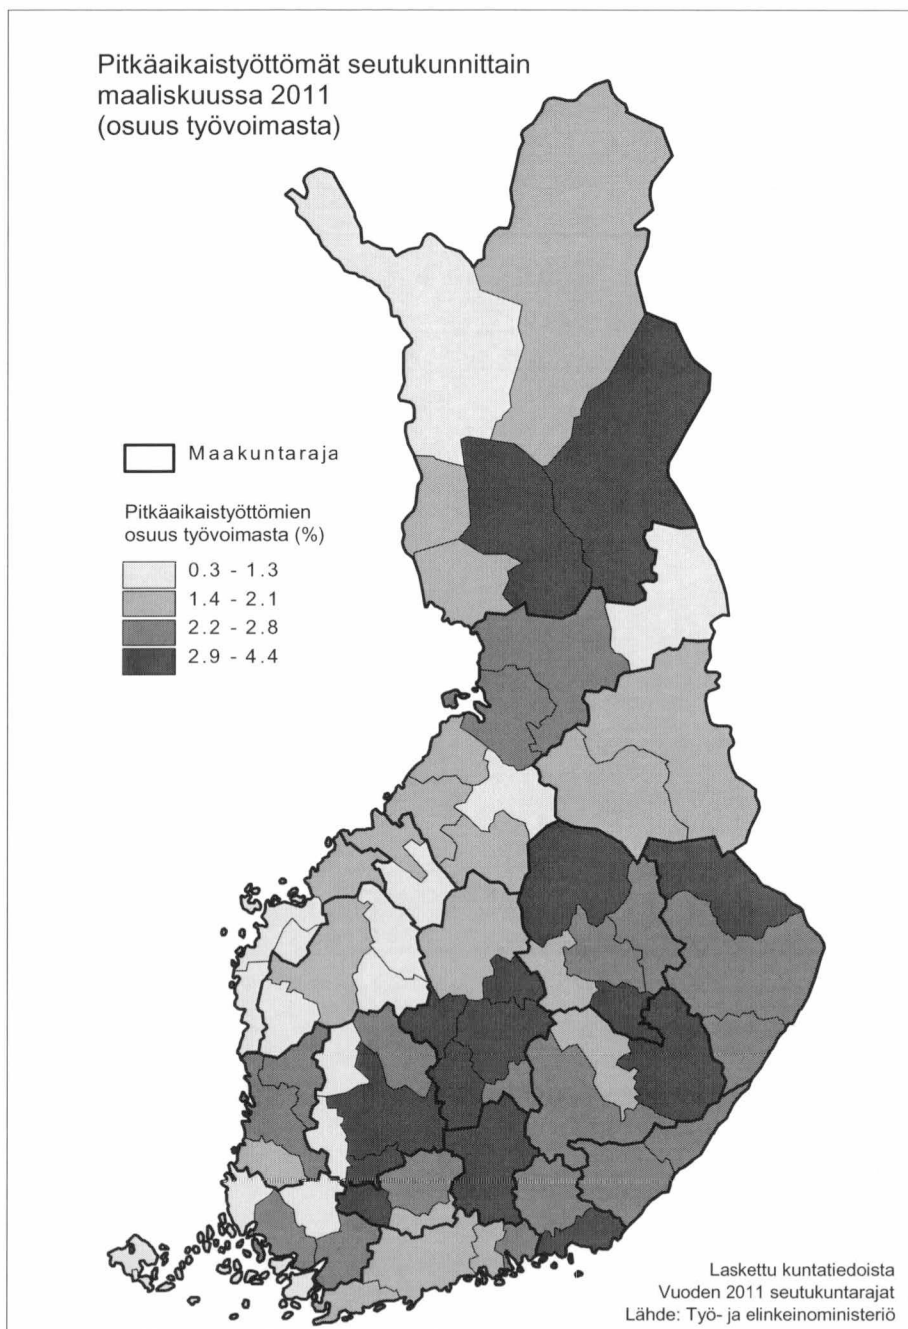 Pitkäaikaistyöttömät seutukunnittain
maaliskuussa 2011
(osuus työvoimasta)
Maakuntaraja
Pitkäaikaistyöttömien
osuus työvoimasta (%)
0.3 - 1.3
1.4 - 2.1
2.2 - 2.8
2.9 - 4.4
Laskettu kuntatiedoista
Vuoden 2011 seutukuntarajat
Lähde: Työ- ja elinkeinoministeriö